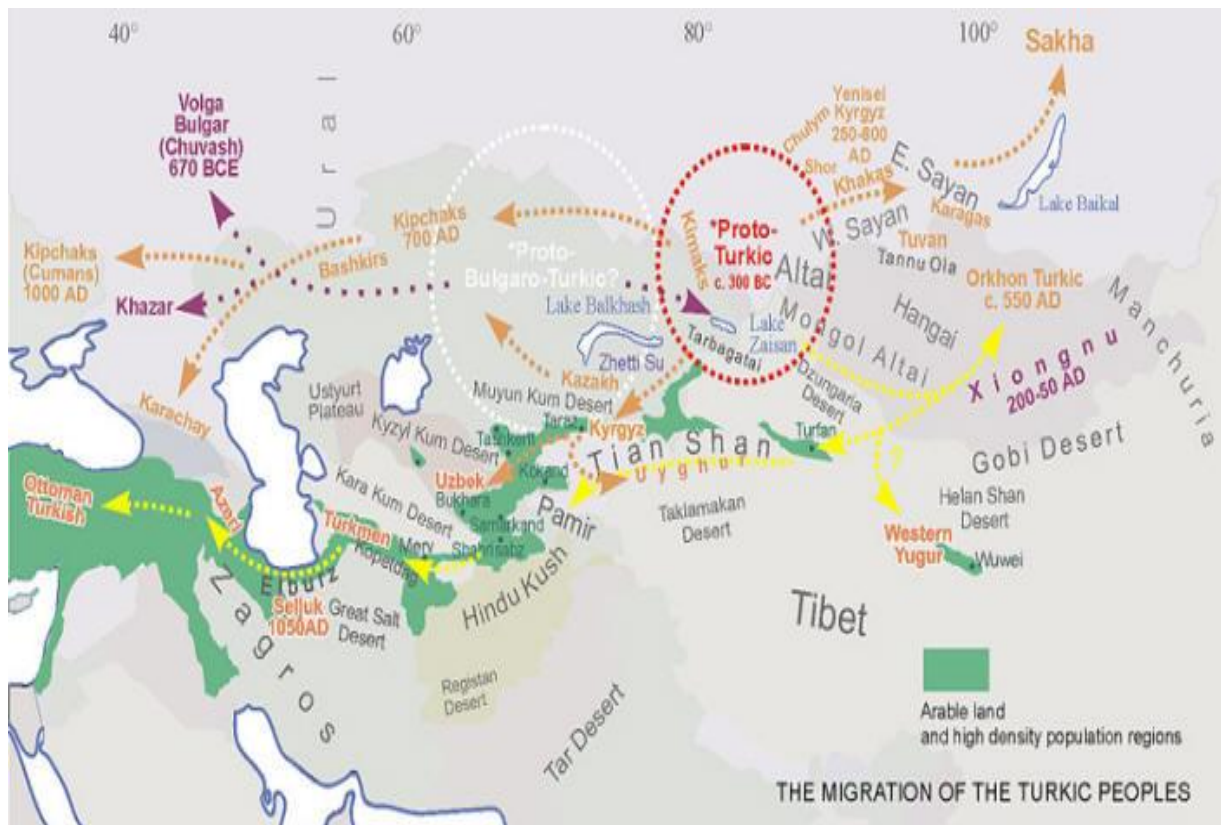 40°
60°
80°
100°
Sakha
Volga
Bulgar
(Chuvash)
670 BCE
Ural
Chulym
Yenisei
Kyrgyz
250-800
AD
Shor
Khakas
E. Sayan
Lake Baikal
Karagas
W. Sayan
Tuvan
Tannu Ola
Kipchaks
700 AD
Kimaks
*Proto-
Turkic
c. 300 BC
Altai
Kipchaks
(Cumans)
1000 AD
Bashkirs
*Proto-
Bulgaro-Turkic?
Orkhon Turkic
c. 550 AD
Hangai
Manchuria
Khazar
Lake Balkhash
Lake
Zaisan
Mongol Altai
Tarbagatai
Zhetti Su
Xiongnu
200-50 AD
Dzungaria
Desert
Kazakh
Ustyurt
Plateau
Muyun Kum Desert
Karachay
Kyzyl Kum Desert
Taraz
Kyrgyz
Tashkent
Turfan
Tian Shan
Gobi Desert
Uyghur
?
Kokand
Uzbek
Kara Kum Desert
Bukhara
Pamir
Taklamakan
Desert
Helan Shan
Desert
Ottoman
Turkish
Azeri
Turkmen
Samarkand
Merv
Shahrisabz
Kopetdag
Western
Yugur
Wuwei
Elburz
Hindu Kush
Seljuk
1050AD
Great Salt
Desert
Zagros
Tibet
Registan
Desert
Tar Desert
Arable land
and high density population regions
THE MIGRATION OF THE TURKIC PEOPLES